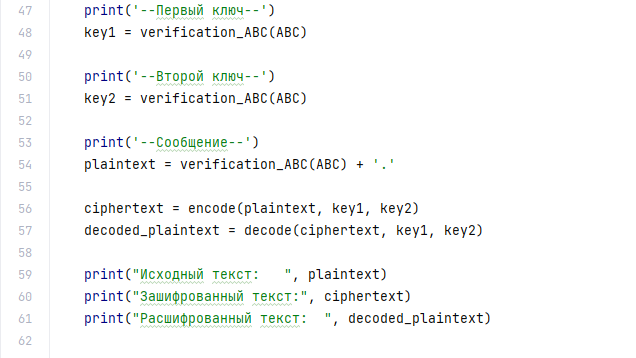 47 print('--Первый ключ--')
48 key1 = verification_ABC(ABC)
49
50 print('--Второй ключ--')
51 key2 = verification_ABC(ABC)
52
53 print('--Сообщение--')
54 plaintext = verification_ABC(ABC) + '.'
55
56 ciphertext = encode(plaintext, key1, key2)
57 decoded_plaintext = decode(ciphertext, key1, key2)
58
59 print("Исходный текст:   ", plaintext)
60 print("Зашифрованный текст:", ciphertext)
61 print("Расшифрованный текст:  ", decoded_plaintext)
62